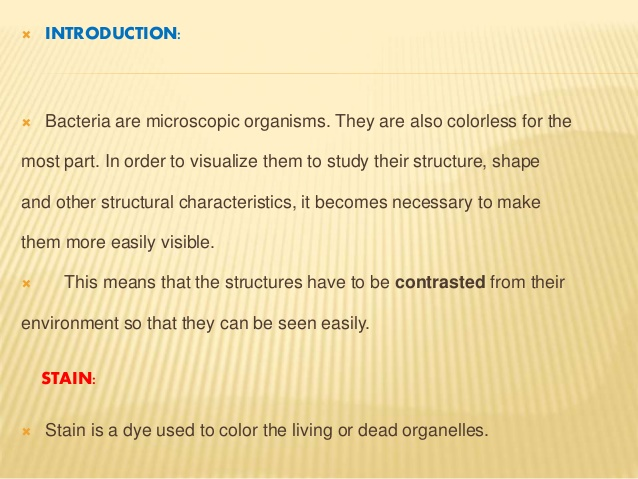 INTRODUCTION:
Bacteria are microscopic organisms. They are also colorless for the
most part. In order to visualize them to study their structure, shape
and other structural characteristics, it becomes necessary to make
them more easily visible.
This means that the structures have to be contrasted from their
environment so that they can be seen easily.
STAIN:
Stain is a dye used to color the living or dead organelles.